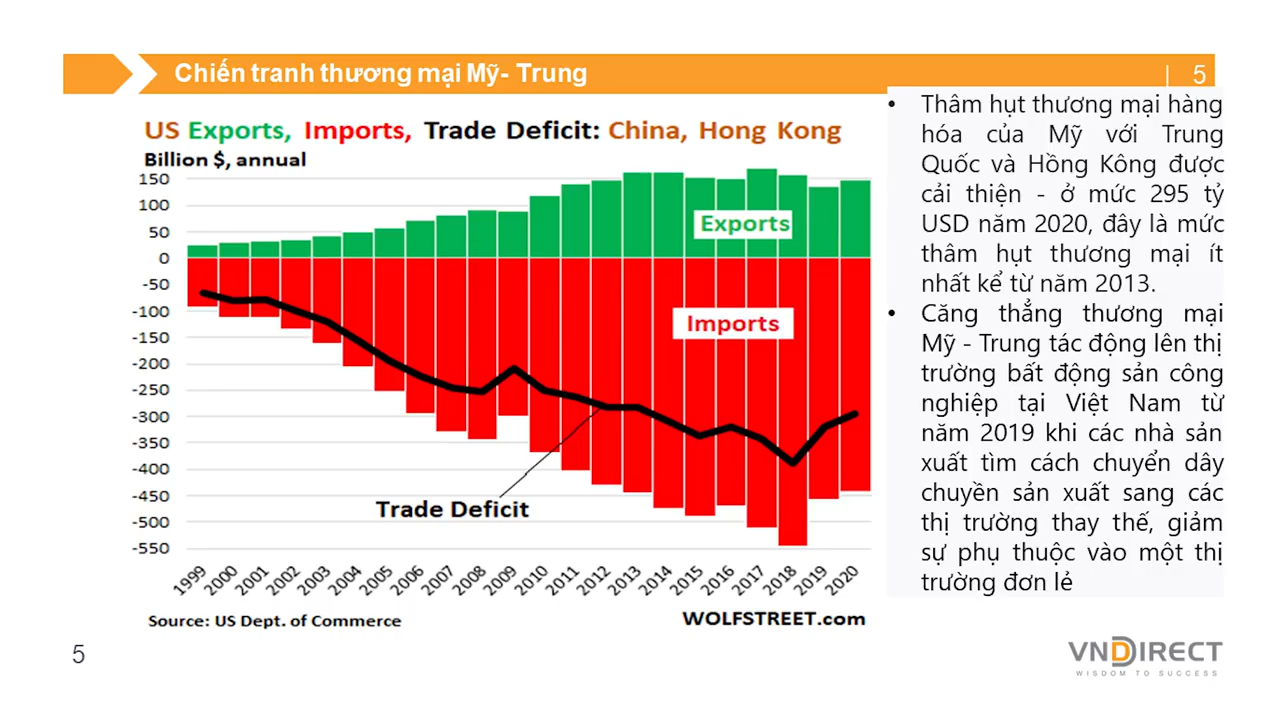 Chiến tranh thương mại Mỹ- Trung
| 5
US Exports, Imports, Trade Deficit: China, Hong Kong
Billion $, annual
150
100
50
0
-50
-100
-150
-200
-250
-300
-350
-400
-450
-500
-550
Exports
Imports
Trade Deficit
1999 2000 2001 2002 2003 2004 2005 2006 2007 2008 2009 2010 2011 2012 2013 2014 2015 2016 2017 2018 2019 2020
Source: US Dept. of Commerce
WOLFSTREET.com
• Thâm hụt thương mại hàng
hóa của Mỹ với Trung
Quốc và Hồng Kông được
cải thiện - ở mức 295 tỷ
USD năm 2020, đây là mức
thâm hụt thương mại ít
nhất kể từ năm 2013.
• Căng thẳng thương mại
Mỹ - Trung tác động lên thị
trường bất động sản công
nghiệp tại Việt Nam từ
năm 2019 khi các nhà sản
xuất tìm cách chuyển dây
chuyền sản xuất sang các
thị trường thay thế, giảm
sự phụ thuộc vào một thị
trường đơn lẻ
5
VNDIRECT
WISDOM TO SUCCESS